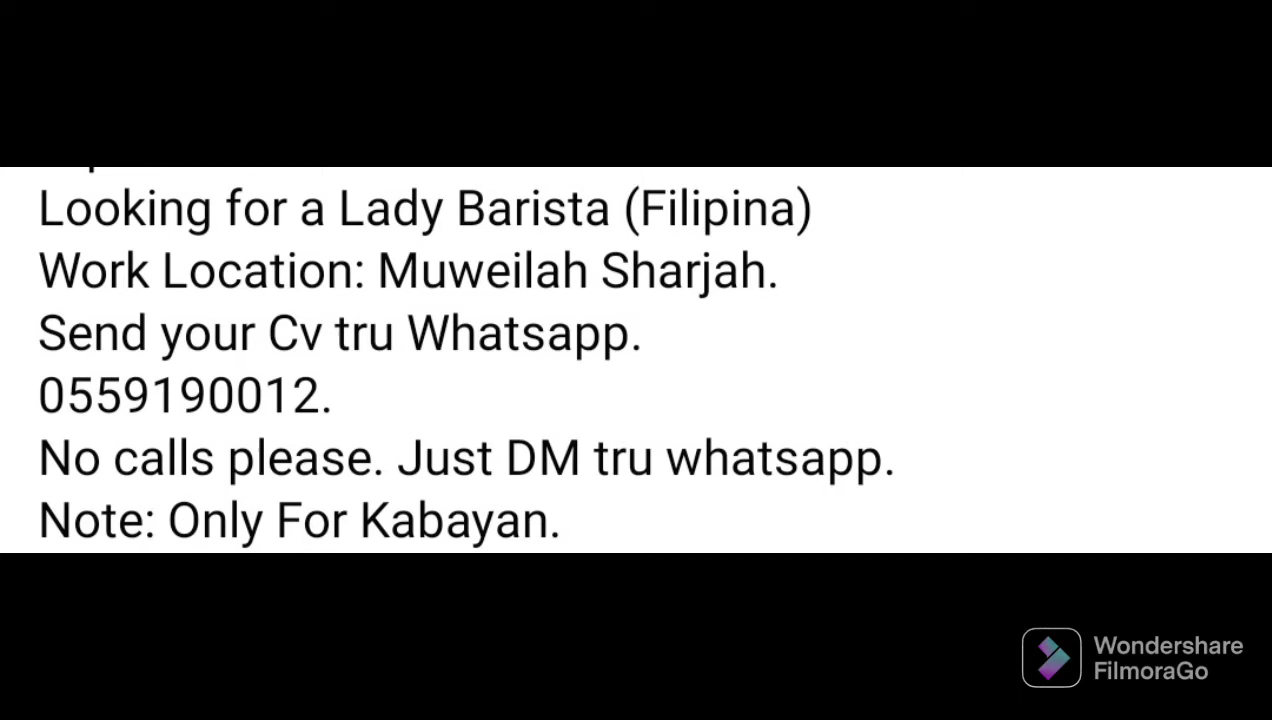 Looking for a Lady Barista (Filipina)
Work Location: Muweilah Sharjah.
Send your Cv tru Whatsapp.
0559190012.
No calls please. Just DM tru whatsapp.
Note: Only For Kabayan.
Wondershare
FilmoraGo